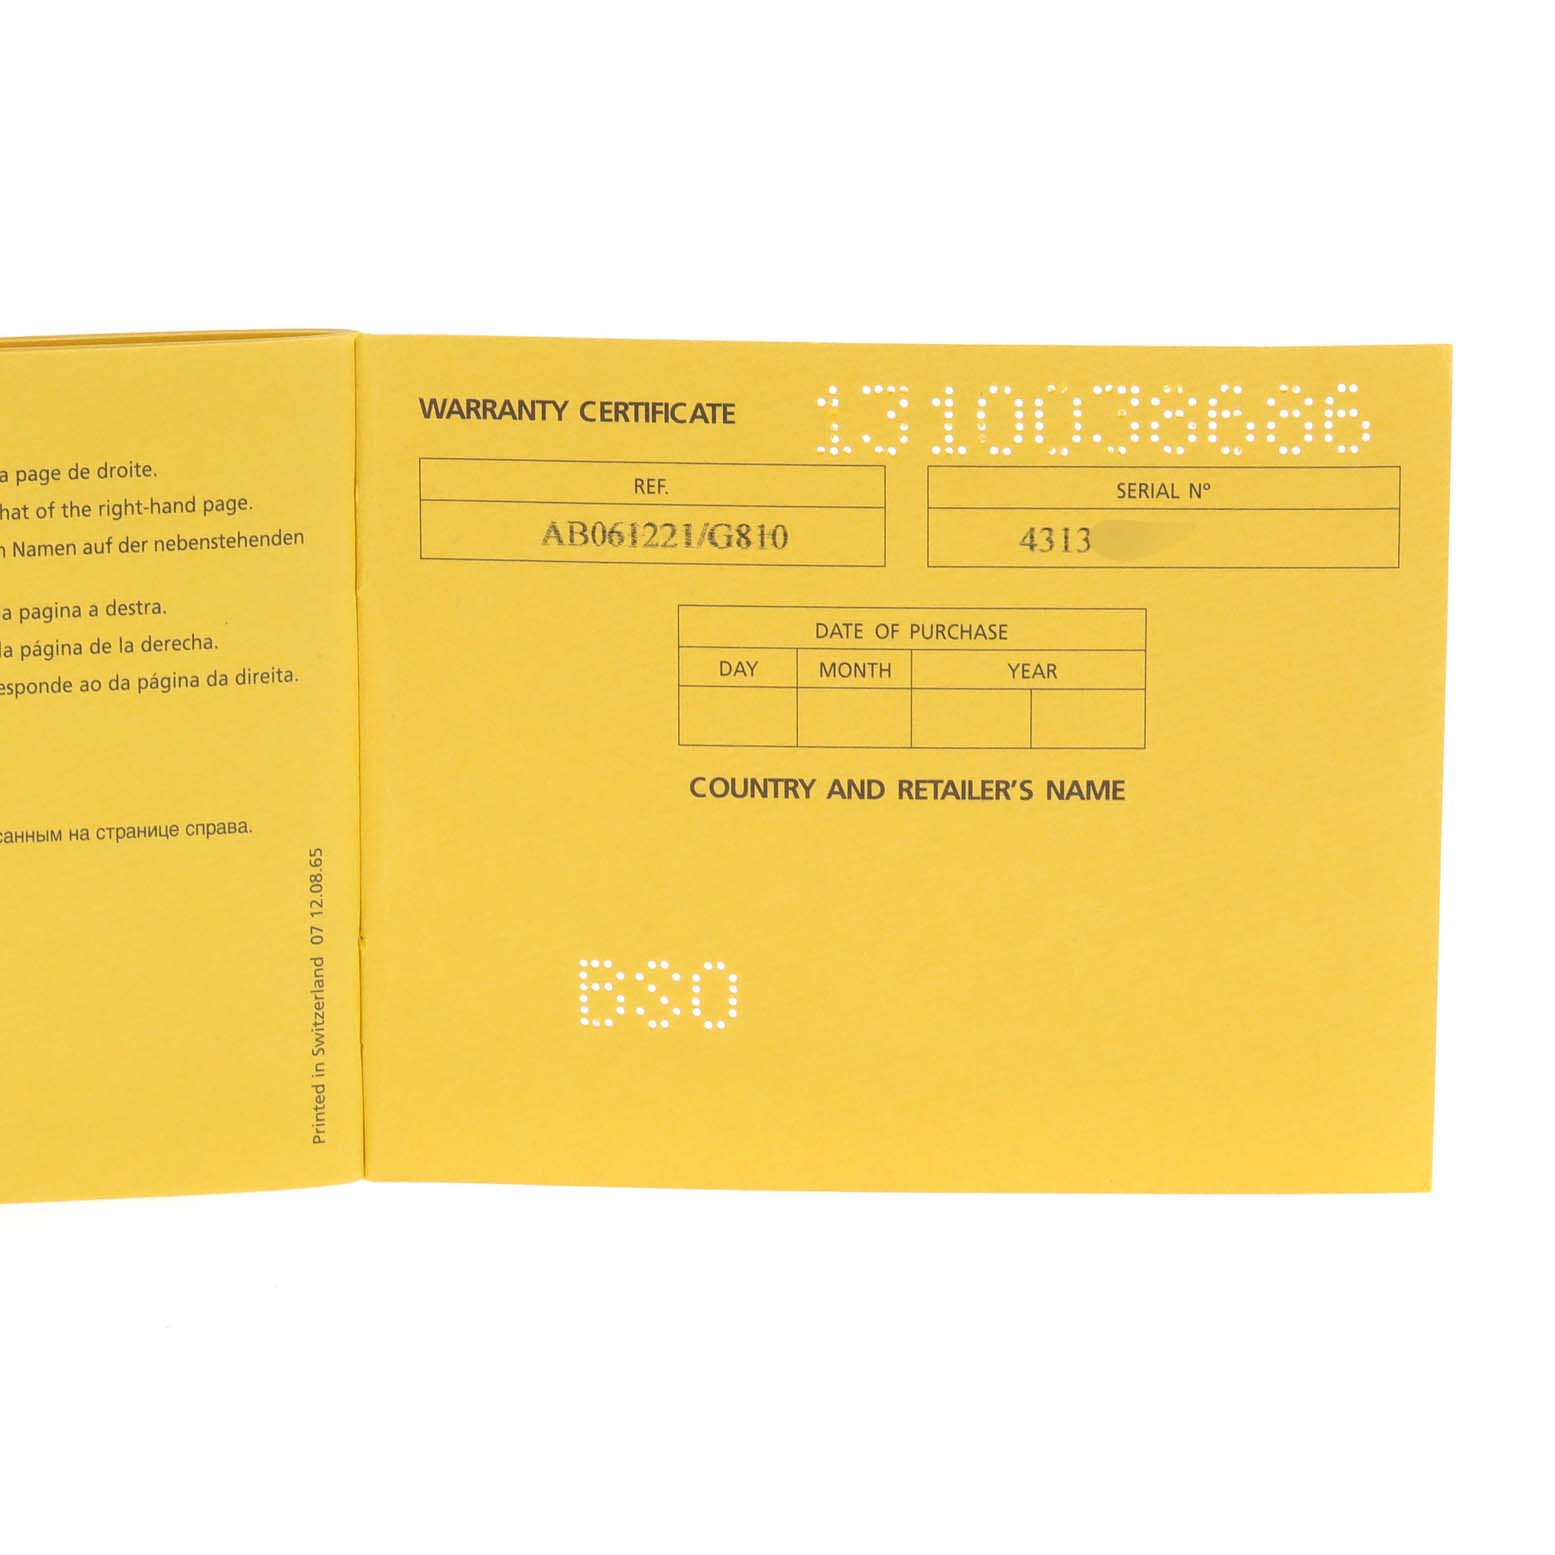 a page de droite.
hat of the right-hand page.
n Namen auf der nebenstehenden
a pagina a destra.
la página de la derecha.
esponde ao da página da direita.
санным на странице справа.
Printed in Switzerland 07 12.08.65
WARRANTY CERTIFICATE
1310038686
REF.
AB061221/G810
SERIAL Nº
4313
DATE OF PURCHASE
DAY MONTH YEAR
COUNTRY AND RETAILER'S NAME
BSO